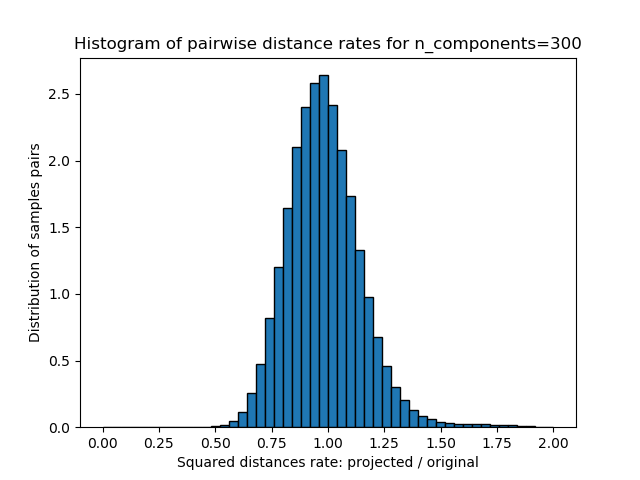 Histogram of pairwise distance rates for n_components=300
2.5
2.0
1.5
1.0
0.5
0.0
Distribution of samples pairs
0.00 0.25 0.50 0.75 1.00 1.25 1.50 1.75 2.00
Squared distances rate: projected / original